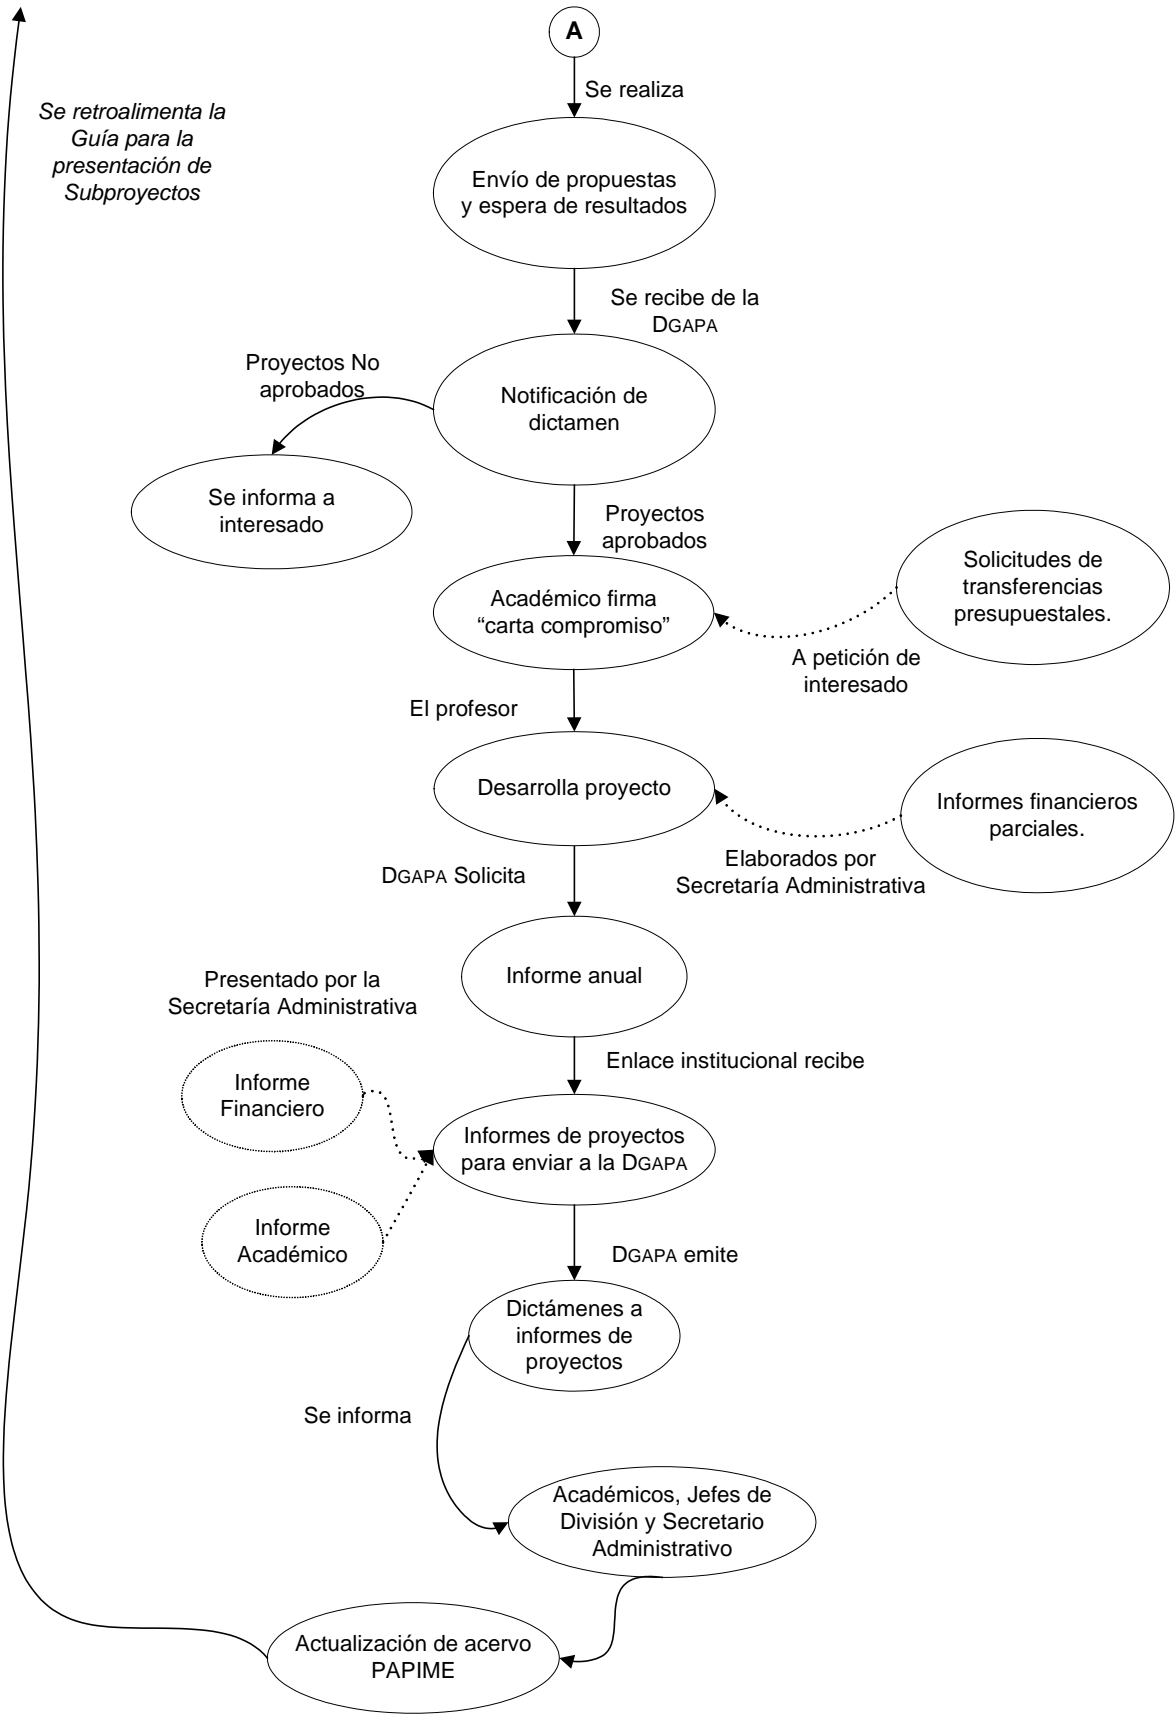 A
Se realiza
Se retroalimenta la
Guía para la
presentación de
Subproyectos
Envío de propuestas
y espera de resultados
Se recibe de la
DGAPA
Proyectos No
aprobados
Notificación de
dictamen
Se informa a
interesado
Proyectos
aprobados
Solicitudes de
transferencias
presupuestales.
Académico firma
“carta compromiso”
A petición de
interesado
El profesor
Desarrolla proyecto
Informes financieros
parciales.
Elaborados por
Secretaría Administrativa
DGAPA Solicita
Informe anual
Presentado por la
Secretaría Administrativa
Enlace institucional recibe
Informe
Financiero
Informes de proyectos
para enviar a la DGAPA
Informe
Académico
DGAPA emite
Dictámenes a
informes de
proyectos
Se informa
Académicos, Jefes de
División y Secretario
Administrativo
Actualización de acervo
PAPIME